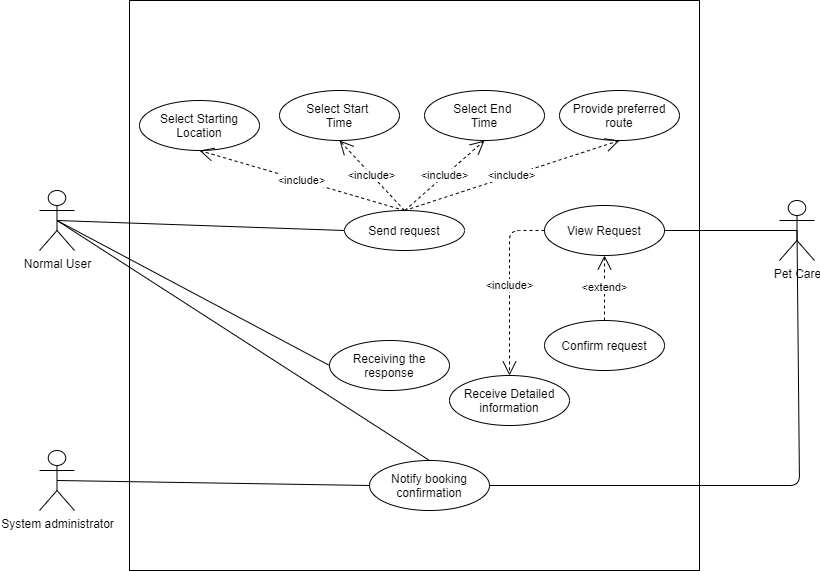 Select Starting
Location
Select Start
Time
Select End
Time
Provide preferred
route
<include>
<include>
<include>
<include>
Normal User
Send request
View Request
Pet Care
<include>
<extend>
Receiving the
response
Confirm request
Receive Detailed
information
System administrator
Notify booking
confirmation